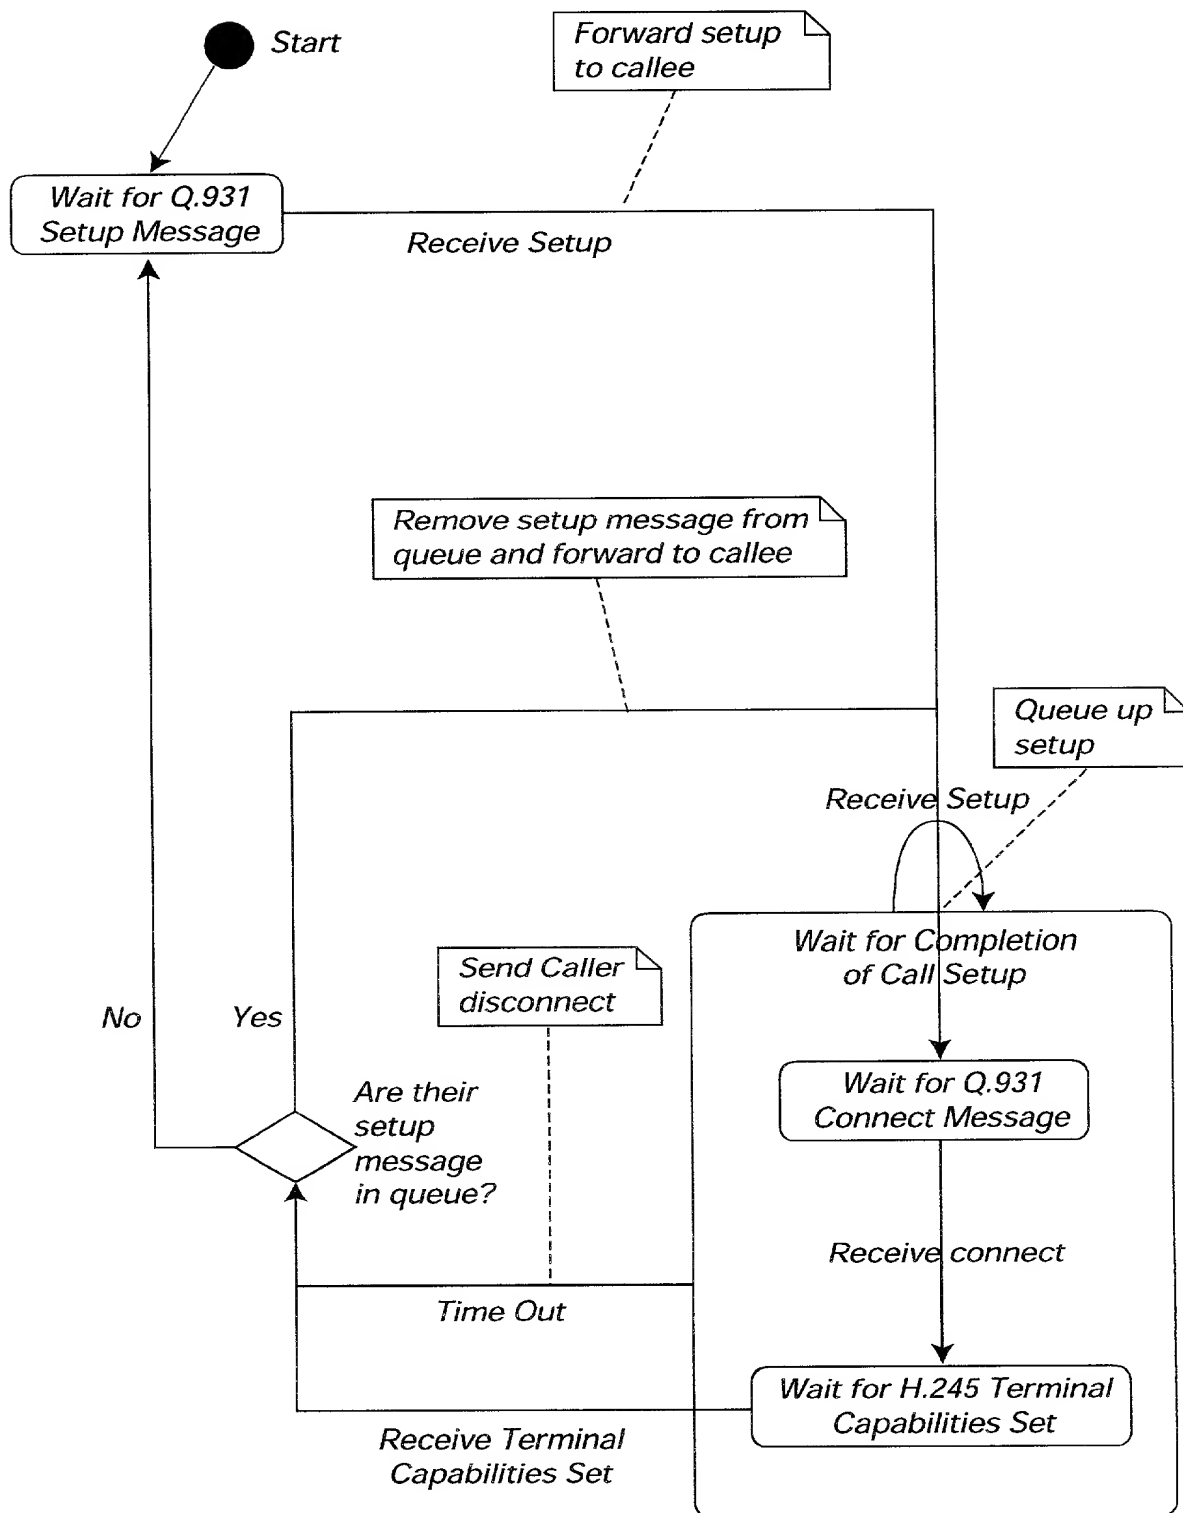 Start
Forward setup
to callee
Wait for Q.931
Setup Message
Receive Setup
Remove setup message from
queue and forward to callee
Queue up
setup
Receive Setup
Wait for Completion
of Call Setup
Send Caller
disconnect
No
Yes
Wait for Q.931
Connect Message
Are their
setup
message
in queue?
Receive connect
Time Out
Wait for H.245 Terminal
Capabilities Set
Receive Terminal
Capabilities Set